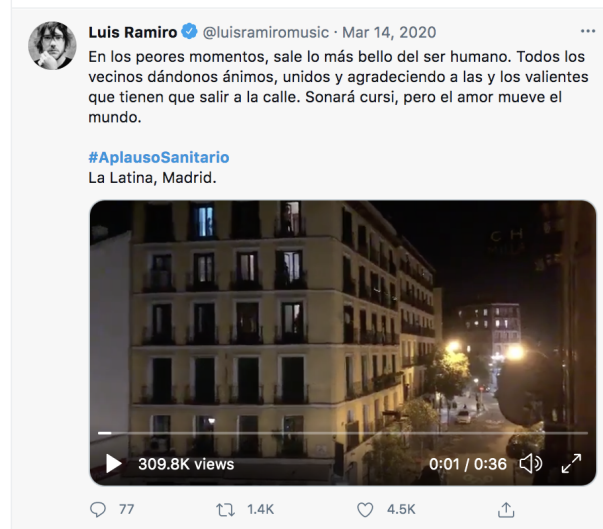 Luis Ramiro @luisramiromusic · Mar 14, 2020
En los peores momentos, sale lo más bello del ser humano. Todos los
vecinos dándonos ánimos, unidos y agradeciendo a las y los valientes
que tienen que salir a la calle. Sonará cursi, pero el amor mueve el
mundo.
#AplausoSanitario
La Latina, Madrid.
309.8K views
0:01 / 0:36
77
1.4K
4.5K